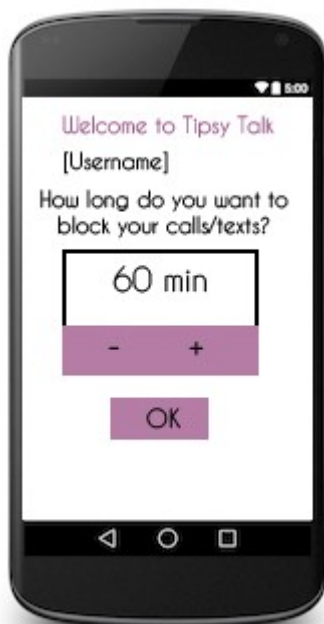 5:00
Welcome to Tipsy Talk
[Username]
How long do you want to
block your calls/texts?
60 min
- +
OK